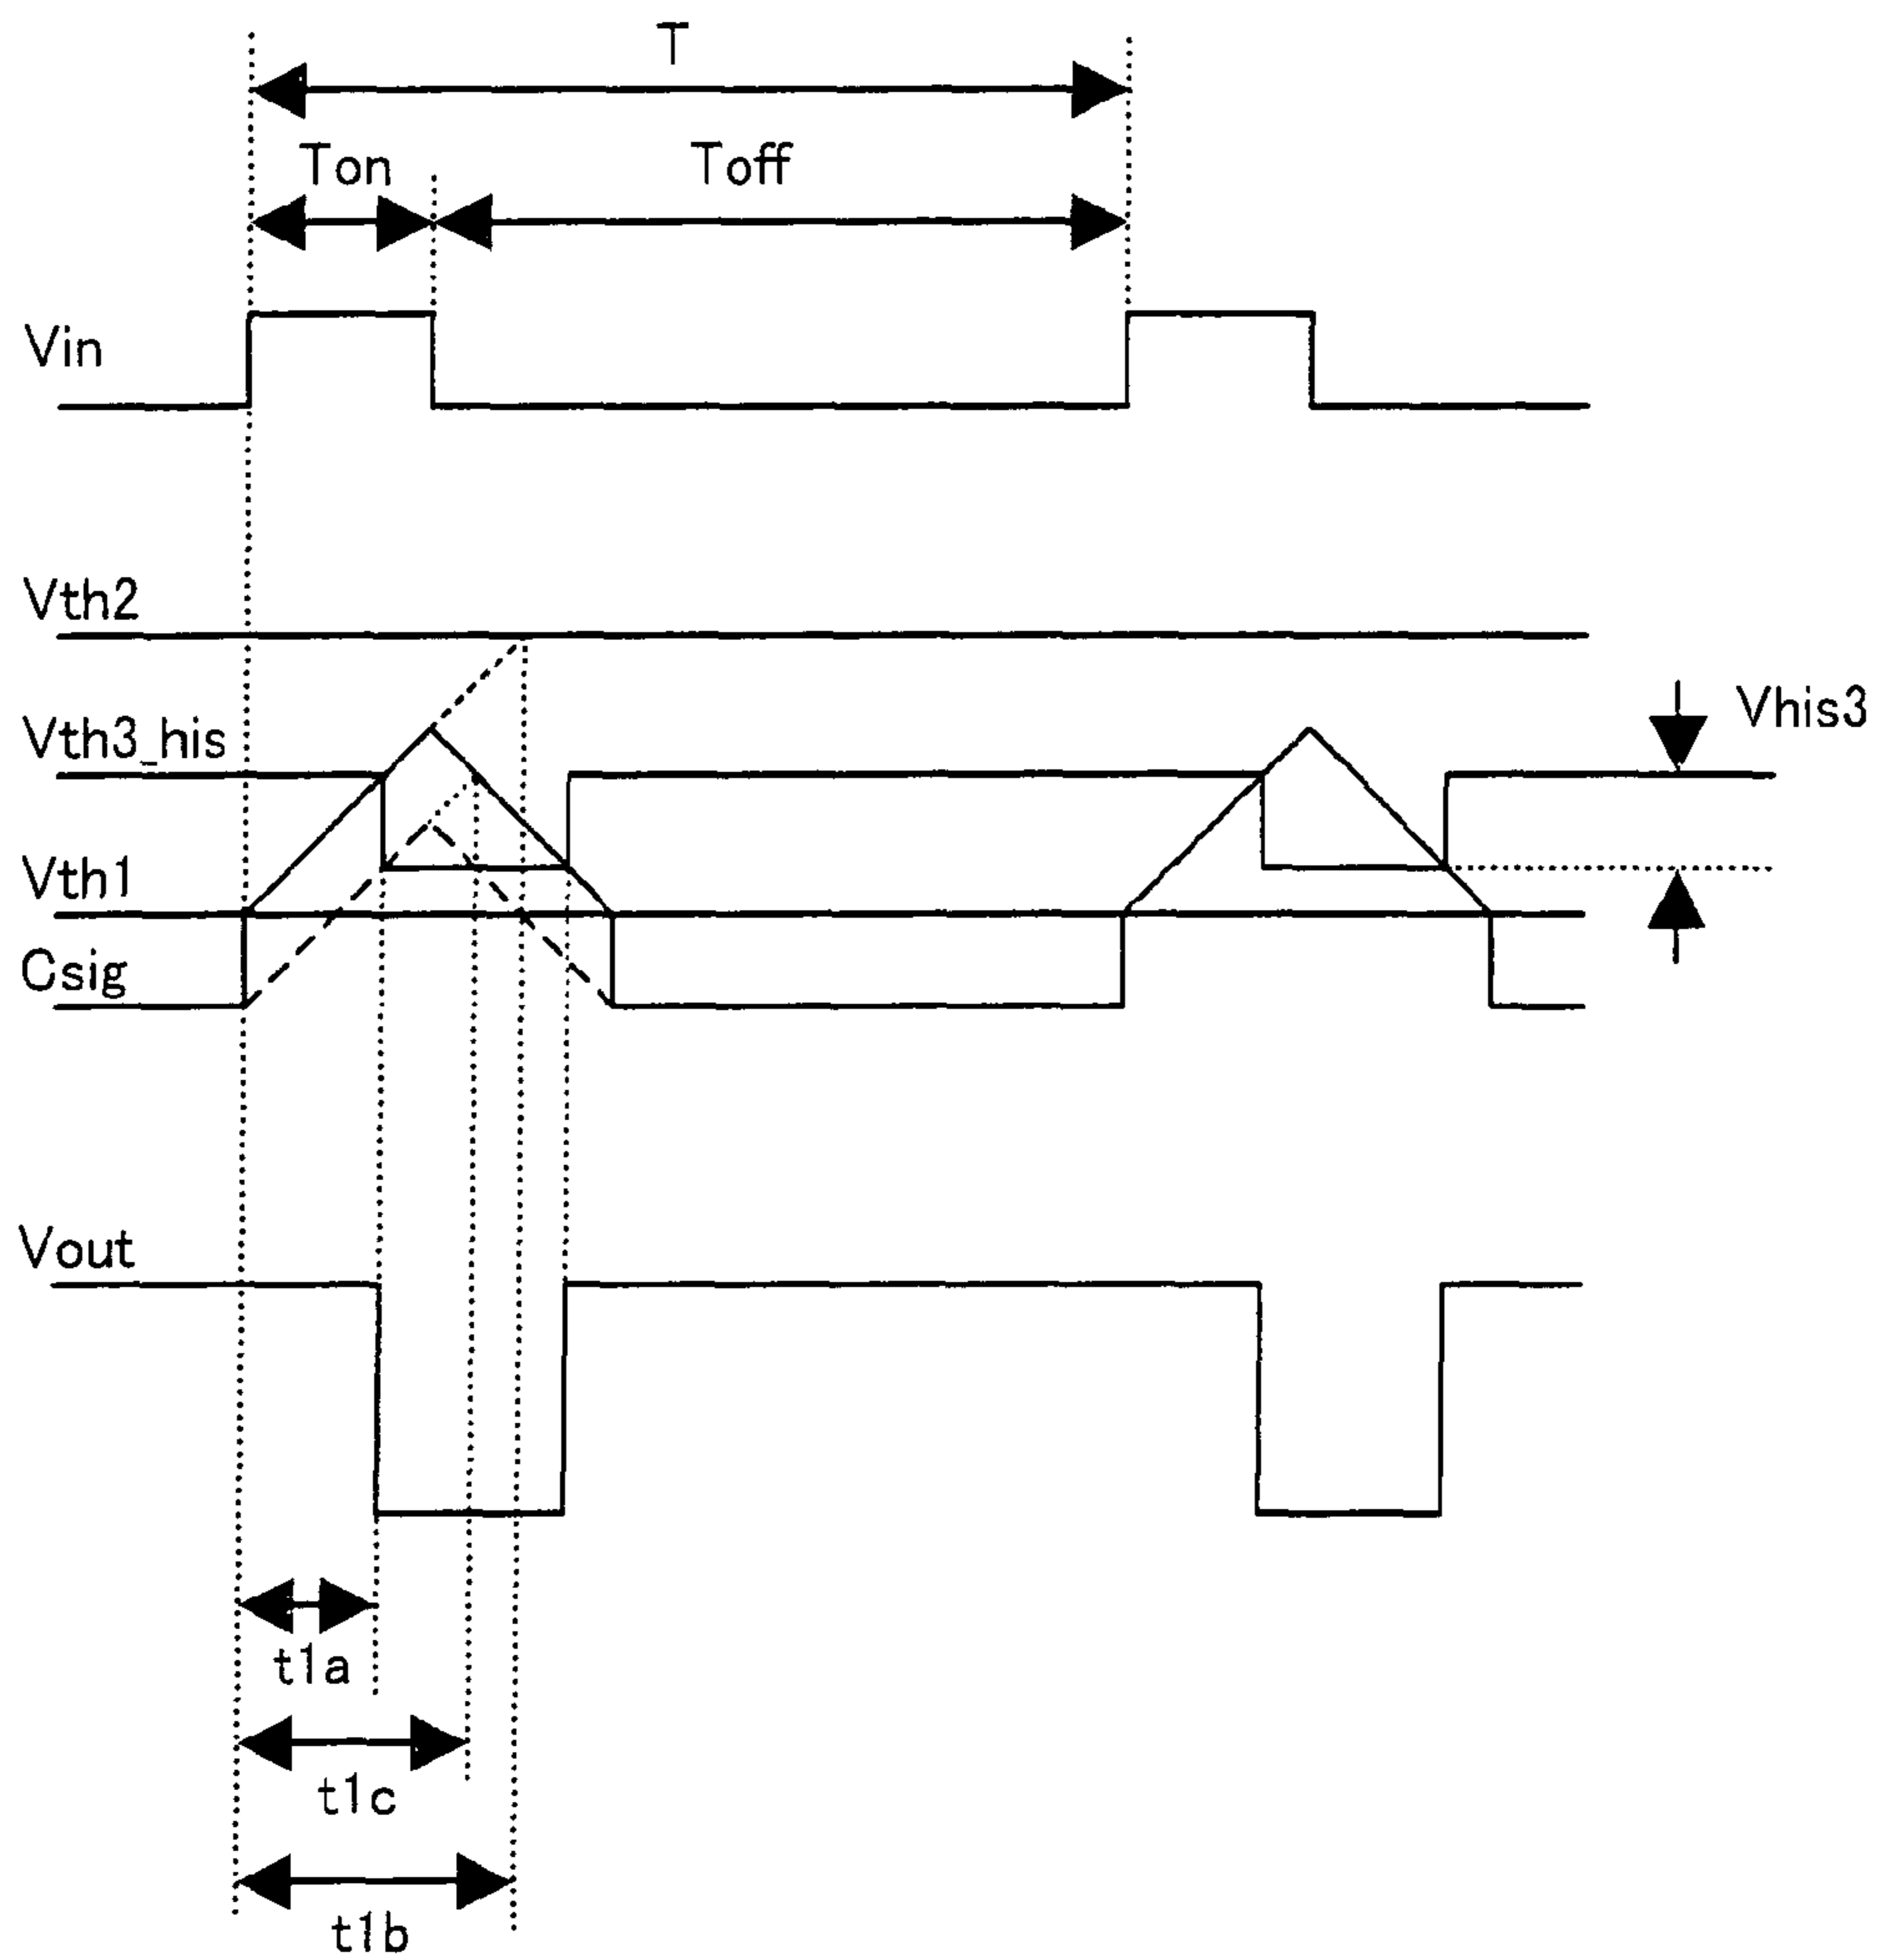 T
Ton
Toff
Vin
Vth2
Vth3_his
Vhis3
Vth1
Csig
Vout
t1a
t1c
t1b